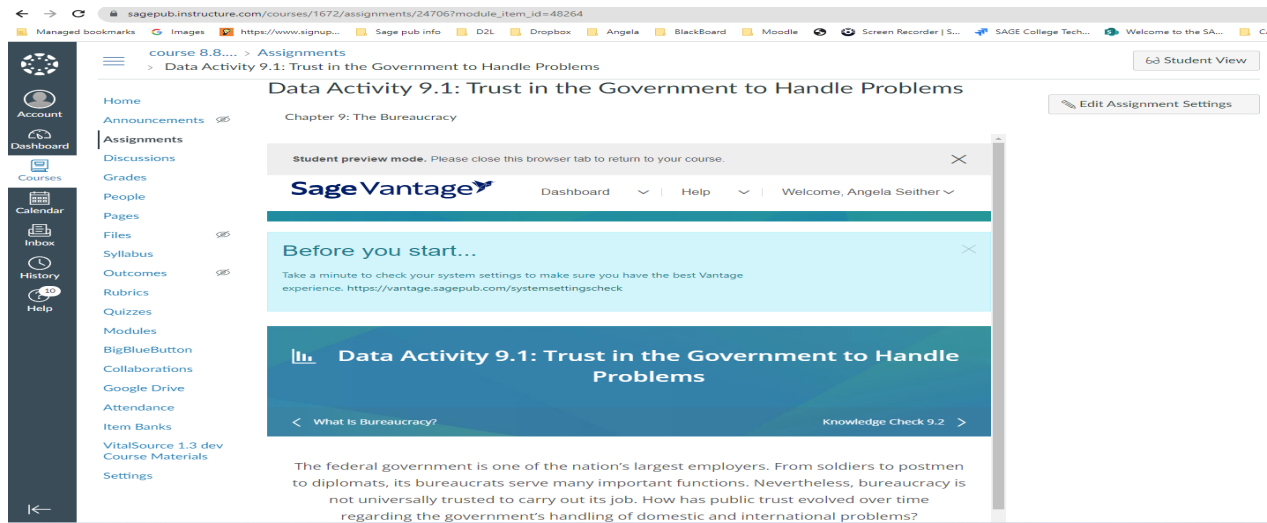 sagepub.instructure.com/courses/1672/assignments/24706?module_item_id=48264
Managed bookmarks G Images https://www.signup... Sage pub info D2L Dropbox Angela BlackBoard Moodle Screen Recorder | S... SAGE College Tech... Welcome to the SA...
course 8.8.... > Assignments
> Data Activity 9.1: Trust in the Government to Handle Problems
Student View
Account
Dashboard
Courses
Calendar
Inbox
History
10
Help
Home
Announcements
Assignments
Discussions
Grades
People
Pages
Files
Syllabus
Outcomes
Rubrics
Quizzes
Modules
BigBlueButton
Collaborations
Google Drive
Attendance
Item Banks
VitalSource 1.3 dev
Course Materials
Settings
Data Activity 9.1: Trust in the Government to Handle Problems
Edit Assignment Settings
Chapter 9: The Bureaucracy
Student preview mode. Please close this browser tab to return to your course.
Sage Vantage Dashboard Help Welcome, Angela Seither
Before you start...
Take a minute to check your system settings to make sure you have the best Vantage
experience. https://vantage.sagepub.com/systemsettingscheck
Data Activity 9.1: Trust in the Government to Handle
Problems
< What Is Bureaucracy? Knowledge Check 9.2 >
The federal government is one of the nation's largest employers. From soldiers to postmen
to diplomats, its bureaucrats serve many important functions. Nevertheless, bureaucracy is
not universally trusted to carry out its job. How has public trust evolved over time
regarding the government's handling of domestic and international problems?